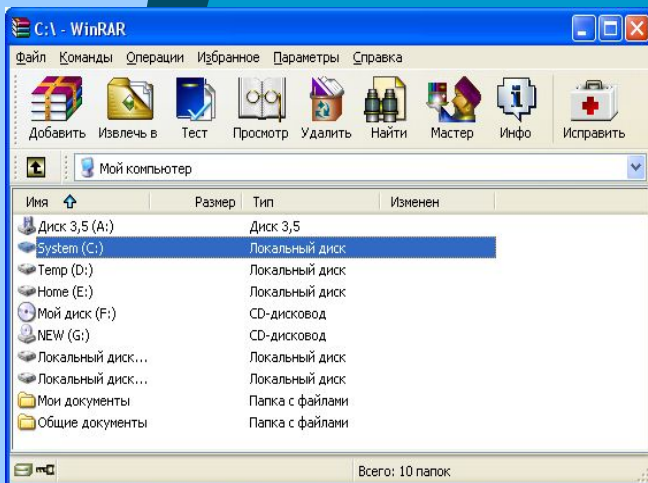 C:\ - WinRAR
Файл Команды Операции Избранное Параметры Справка
Добавить Извлечь в Тест Просмотр Удалить Найти Мастер Инфо Исправить
Мой компьютер
Имя Размер Тип Изменен
Диск 3,5 (A:) Диск 3,5
System (C:) Локальный диск
Temp (D:) Локальный диск
Home (E:) Локальный диск
Мой диск (F:) CD-дисковод
NEW (G:) CD-дисковод
Локальный диск... Локальный диск
Локальный диск... Локальный диск
Мои документы Папка с файлами
Общие документы Папка с файлами
Всего: 10 папок